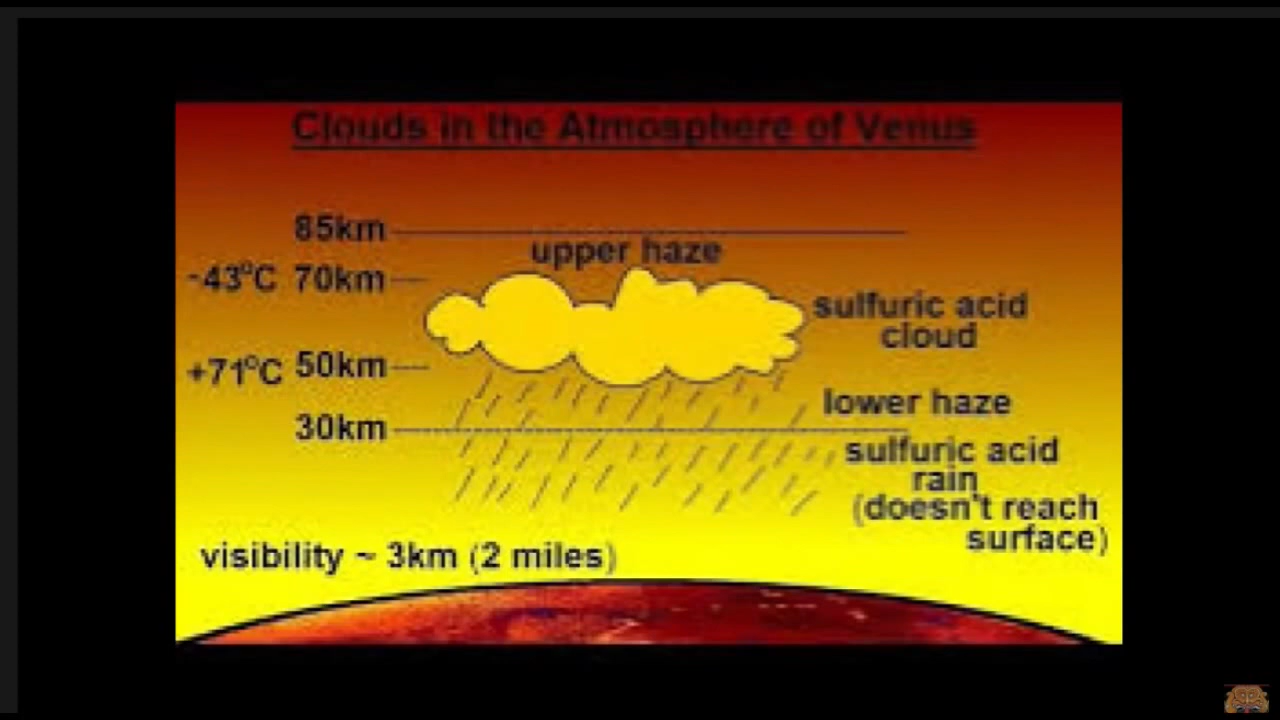 Clouds in the Atmosphere of Venus
85km
upper haze
-43°C 70km
sulfuric acid
cloud
+71°C 50km
lower haze
30km
sulfuric acid
rain
(doesn't reach
surface)
visibility ~ 3km (2 miles)